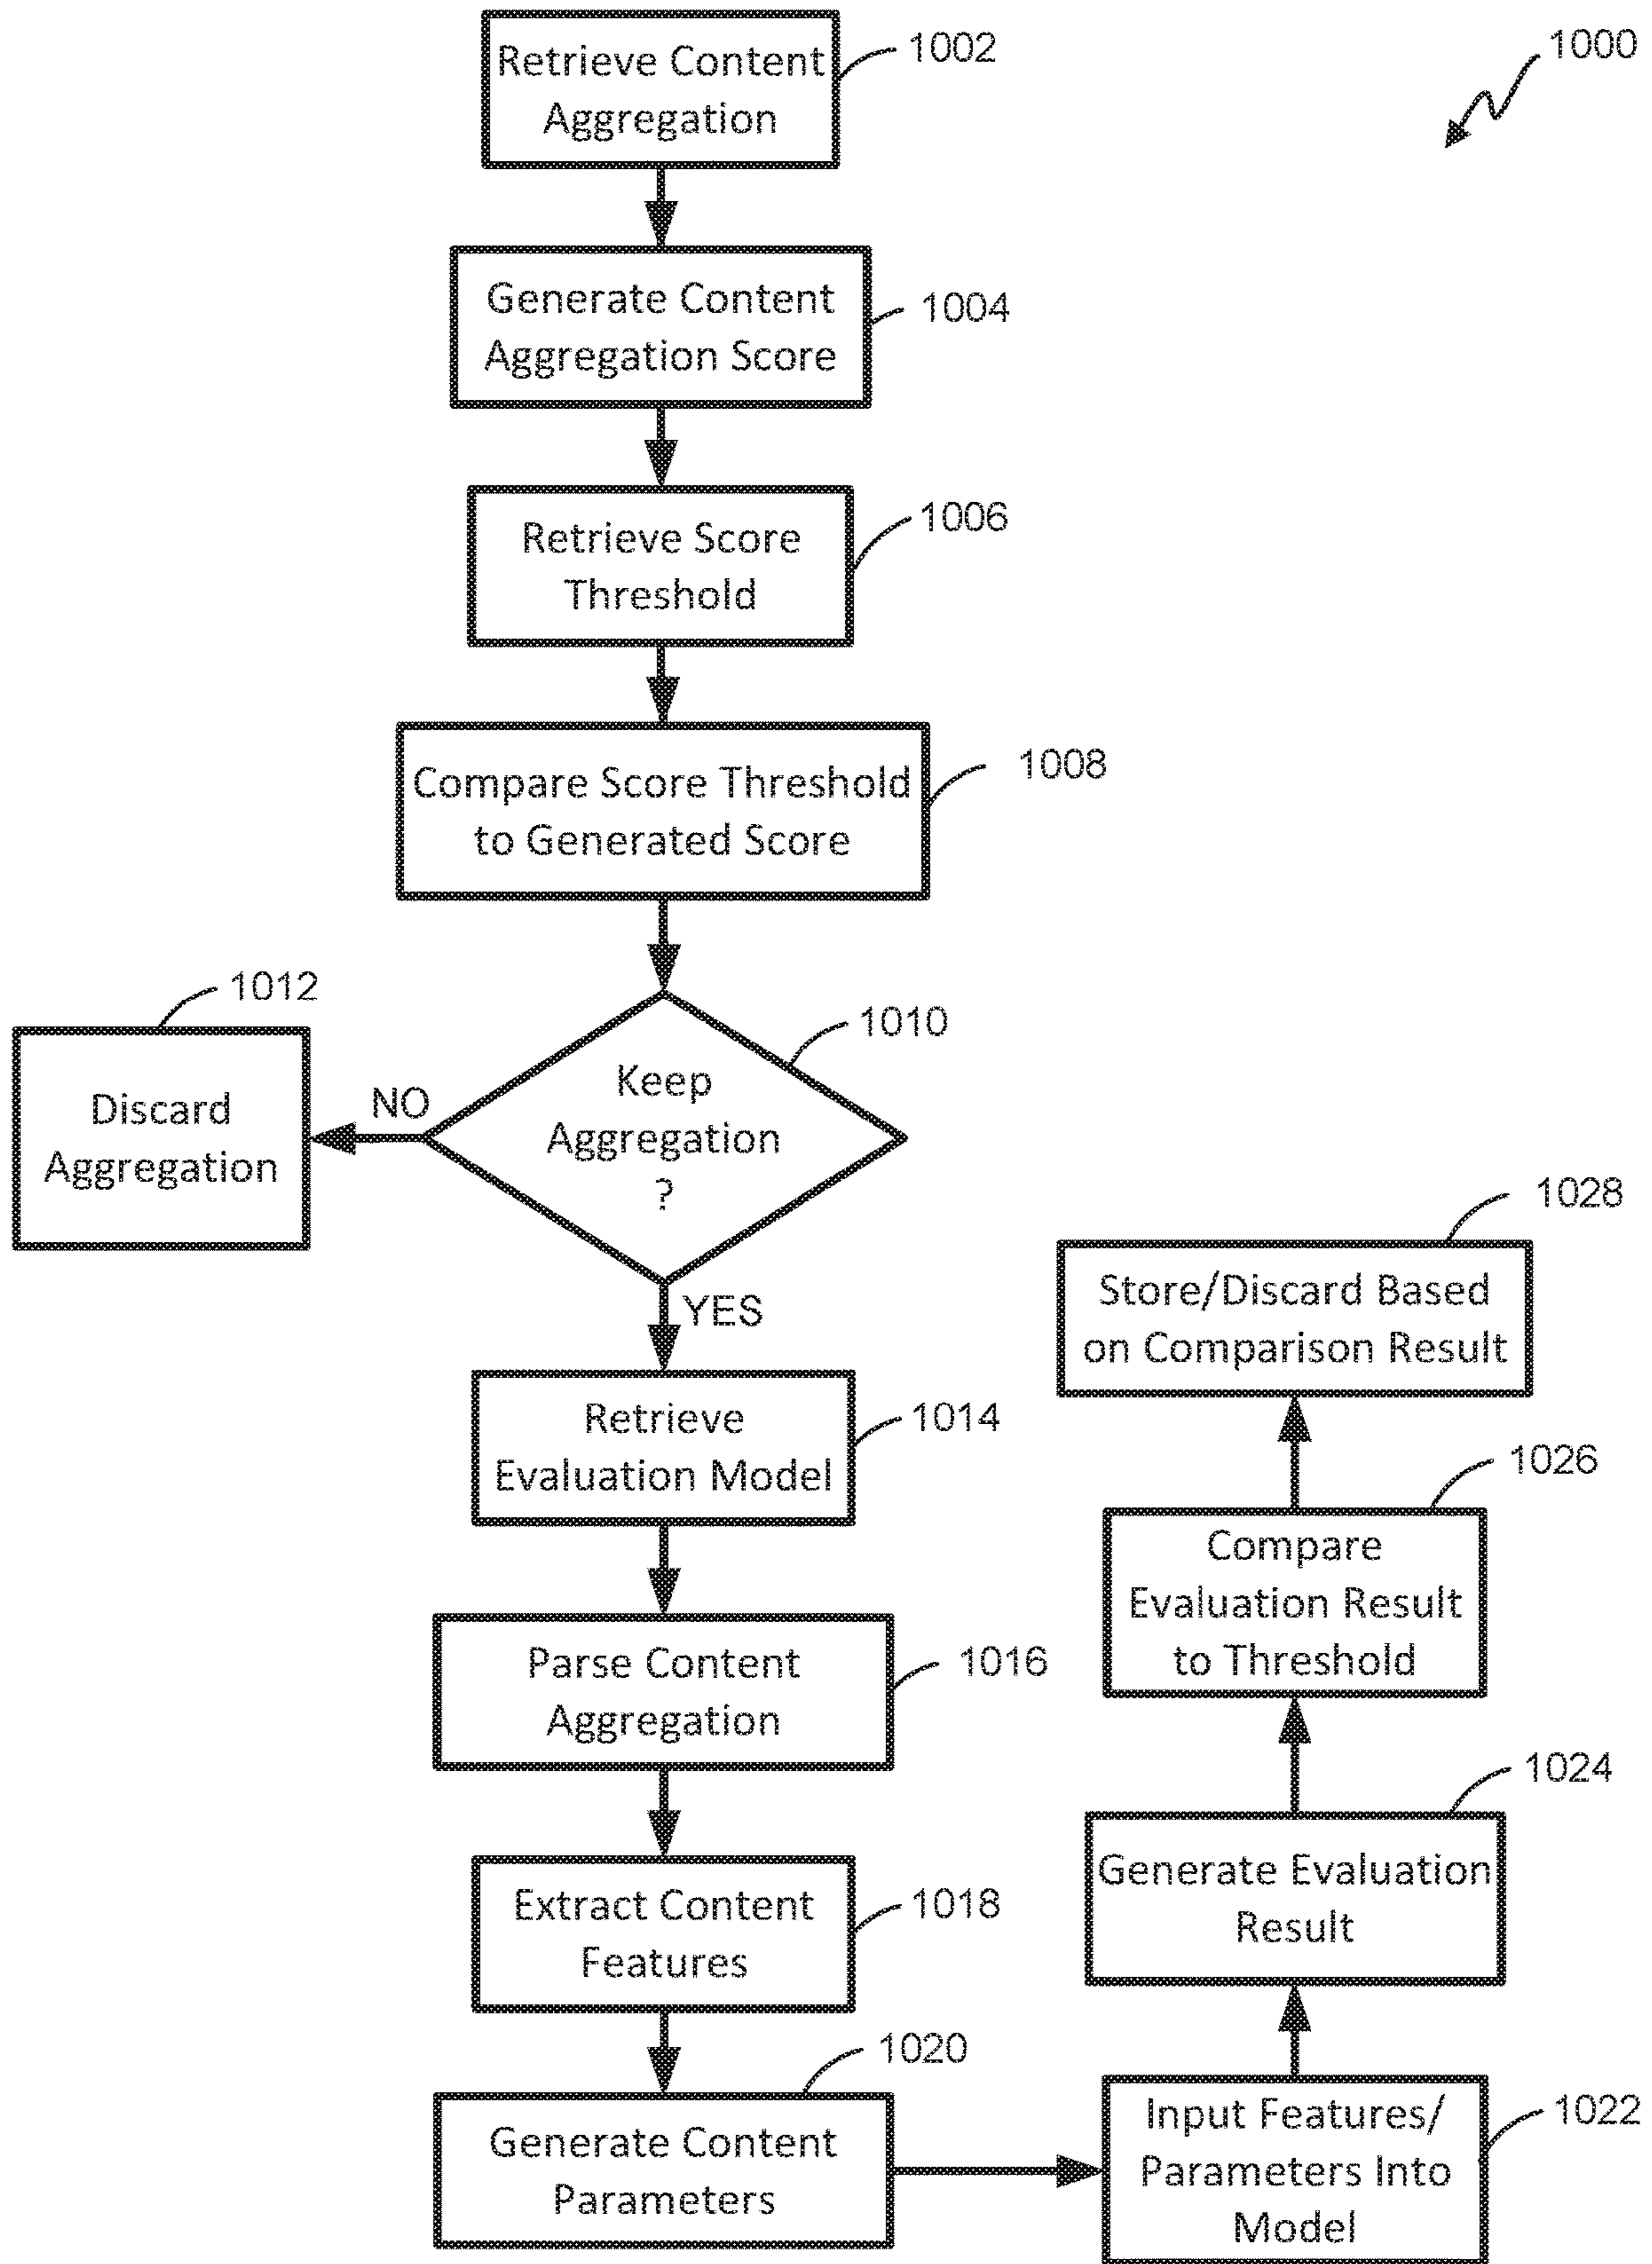 1000
Retrieve Content
Aggregation
1002
Generate Content
Aggregation Score
1004
Retrieve Score
Threshold
1006
Compare Score Threshold
to Generated Score
1008
Keep
Aggregation
?
1010
NO
Discard
Aggregation
1012
YES
Retrieve
Evaluation Model
1014
Parse Content
Aggregation
1016
Extract Content
Features
1018
Generate Content
Parameters
1020
Input Features/
Parameters Into
Model
1022
Generate Evaluation
Result
1024
Compare
Evaluation Result
to Threshold
1026
Store/Discard Based
on Comparison Result
1028